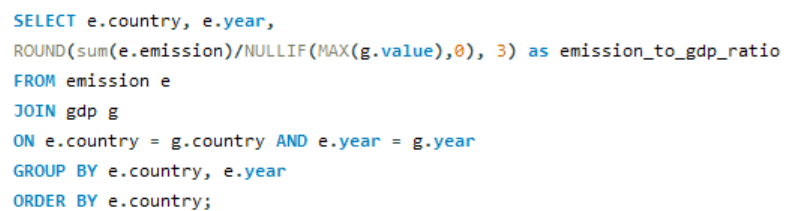 SELECT e.country, e.year,
ROUND(sum(e.emission)/NULLIF(MAX(g.value),0), 3) as emission_to_gdp_ratio
FROM emission e
JOIN gdp g
ON e.country = g.country AND e.year = g.year
GROUP BY e.country, e.year
ORDER BY e.country;